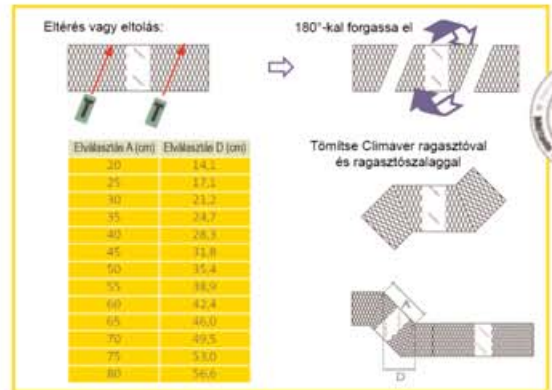 Eltérés vagy eltolás:
180°-kal forgassa el
Elválasztás A (cm) Elválasztás D (cm)
20 14,1
25 17,1
30 21,2
35 24,7
40 28,3
45 31,8
50 35,4
55 38,9
60 42,4
65 46,0
70 49,5
75 53,0
80 56,6
Tömítse Climaver ragasztóval
és ragasztószalaggal
A
D